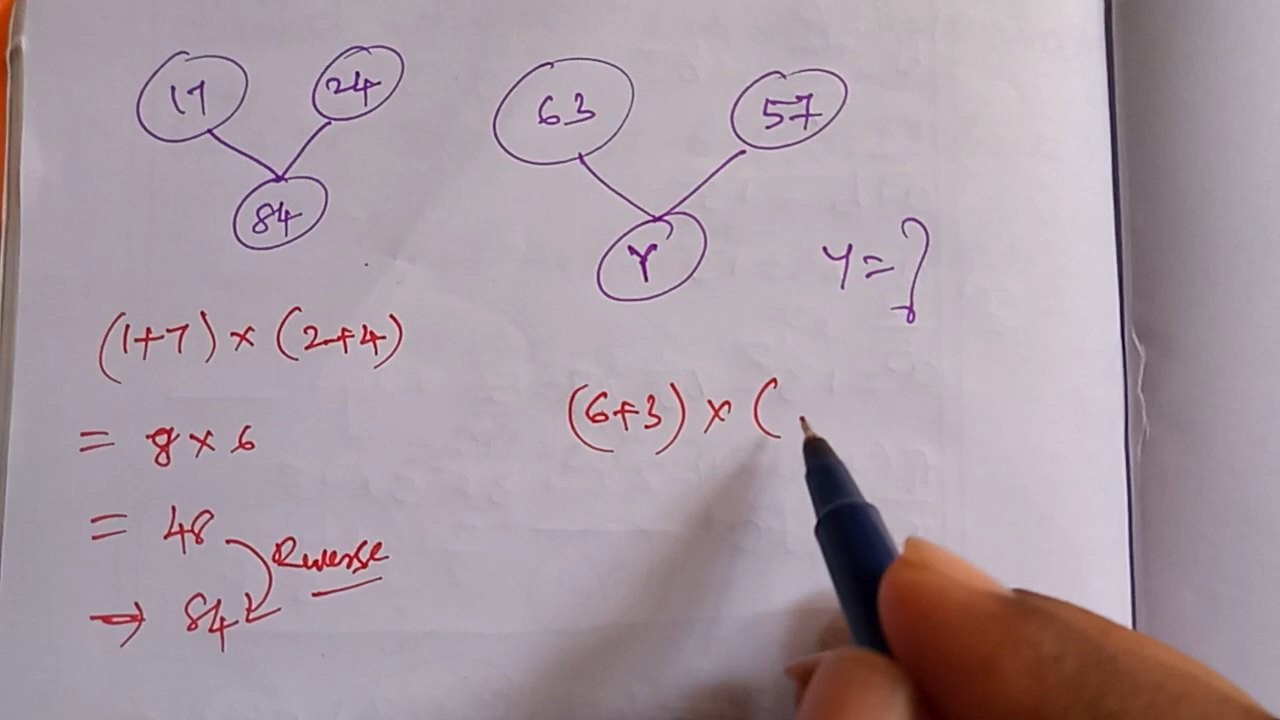 17 24 63 57
84 Y Y = ?
(1+7) × (2+4)
(6+3) × (
= 8 × 6
= 48 Reverse
→ 84